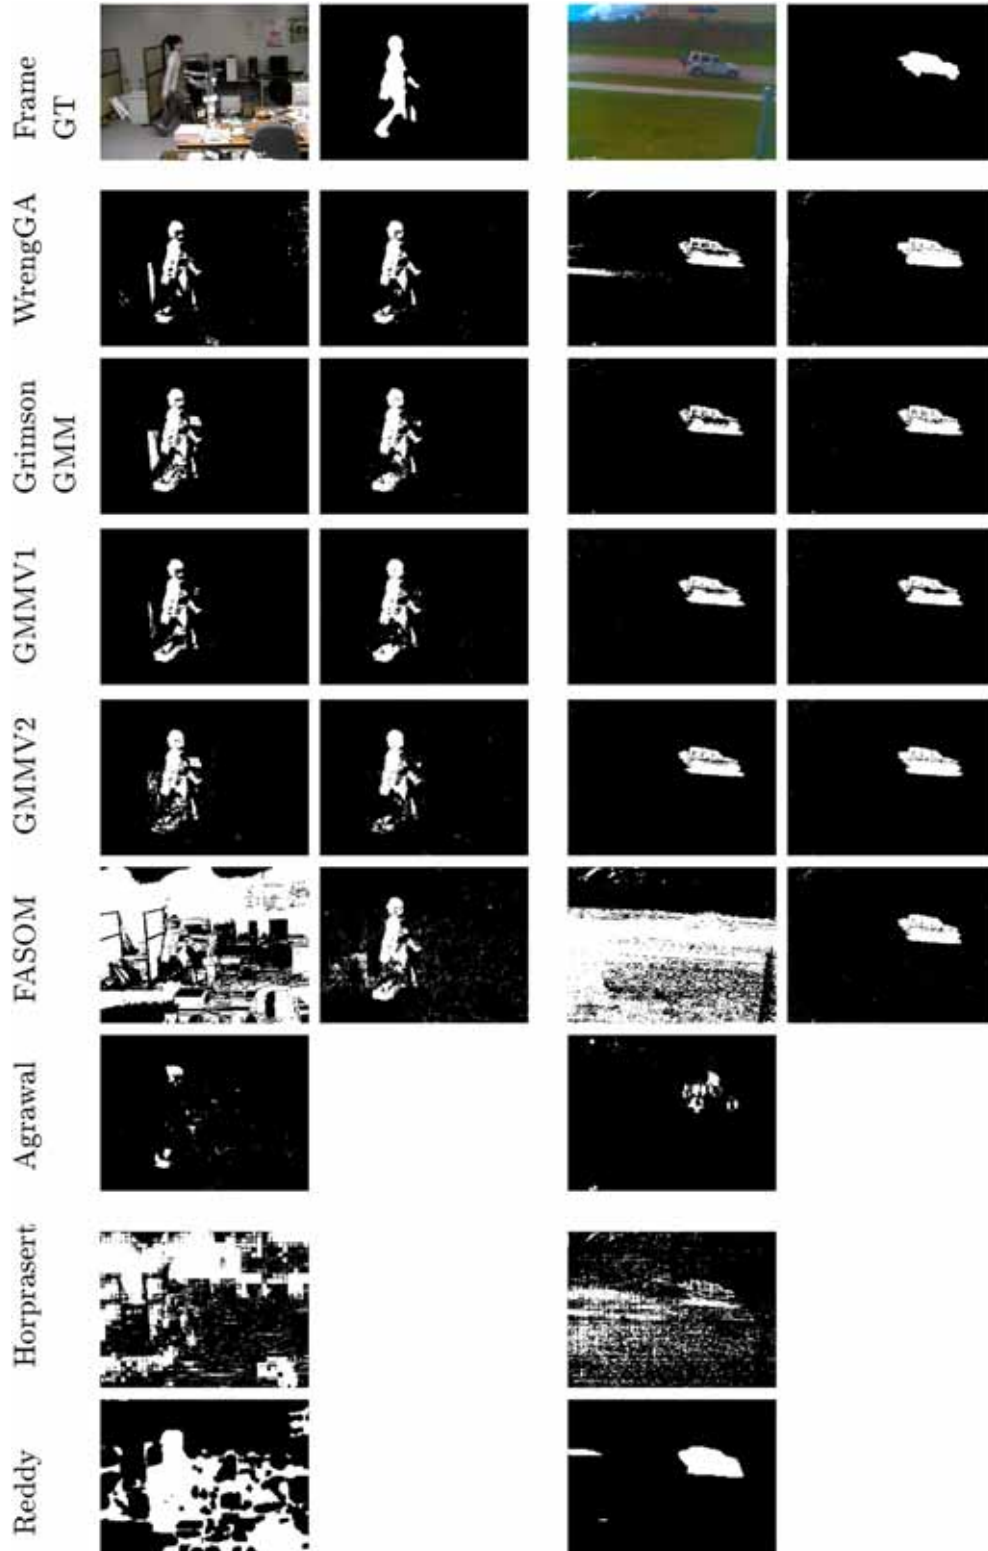 Frame
GT
WrengGA
Grimson
GMM
GMMV1
GMMV2
FASOM
Agrawal
Horprasert
Reddy